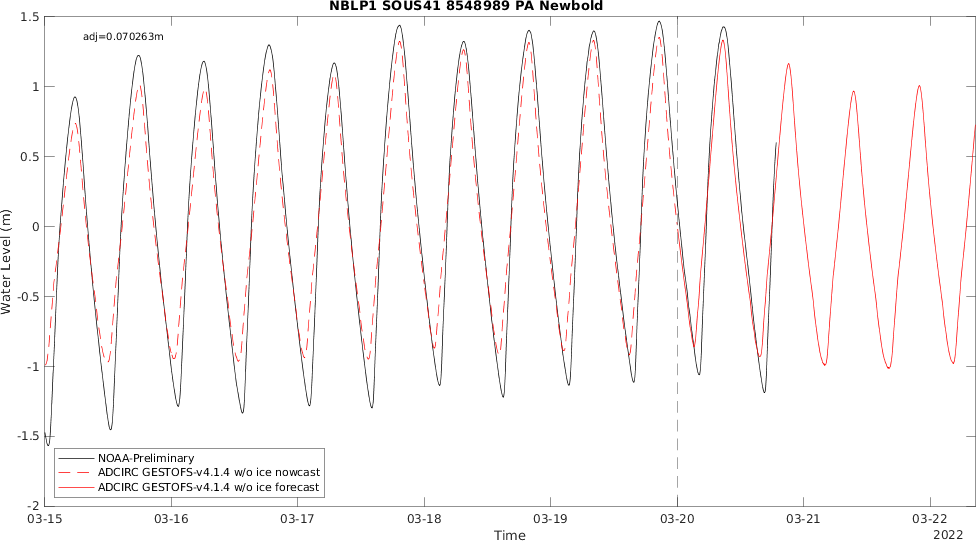 NBLP1 SOUS41 8548989 PA Newbold
adj=0.070263m
1.5
1
0.5
0
-0.5
-1
-1.5
-2
Water Level (m)
NOAA-Preliminary
ADCIRC GESTOFS-v4.1.4 w/o ice nowcast
ADCIRC GESTOFS-v4.1.4 w/o ice forecast
03-15 03-16 03-17 03-18 03-19 03-20 03-21 03-22
Time
2022